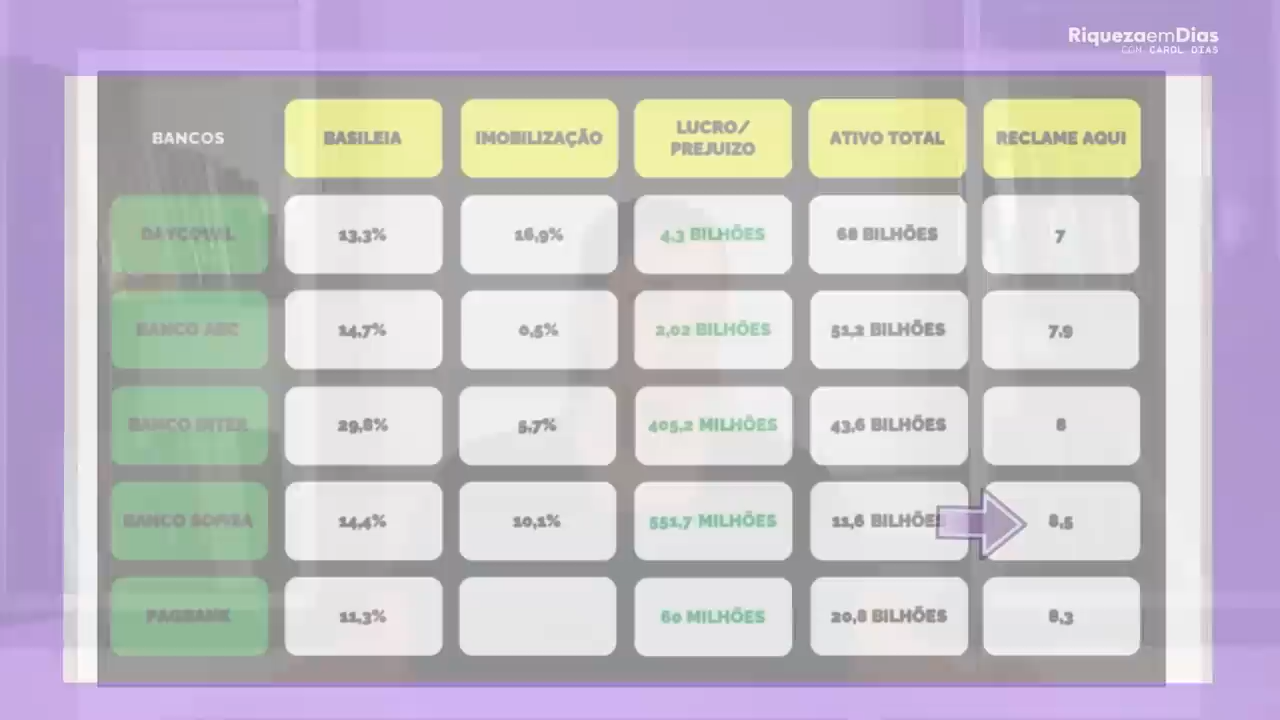 RiquezaemDias
COM CAROL DIAS
BANCOS BASILEIA IMOBILIZAÇÃO LUCRO/ PREJUIZO ATIVO TOTAL RECLAME AQUI
DAYCOVAL 13,3% 16,9% 4,3 BILHÕES 68 BILHÕES 7
BANCO ABC 14,7% 0,5% 2,02 BILHÕES 51,2 BILHÕES 7,9
BANCO INTER 29,8% 5,7% 405,2 MILHÕES 43,6 BILHÕES 8
BANCO SOFISA 14,4% 10,1% 551,7 MILHÕES 11,6 BILHÕES 8,5
PAGBANK 11,3% 60 MILHÕES 20,8 BILHÕES 8,3